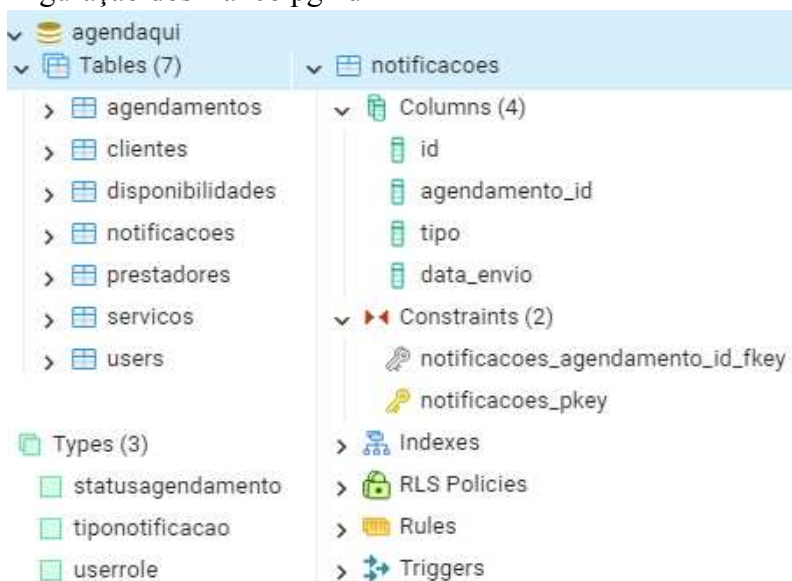 agendaqui
Tables (7)
agendamentos
clientes
disponibilidades
notificacoes
prestadores
servicos
users
Types (3)
statusagendamento
tiponotificacao
userrole
notificacoes
Columns (4)
id
agendamento_id
tipo
data_envio
Constraints (2)
notificacoes_agendamento_id_fkey
notificacoes_pkey
Indexes
RLS Policies
Rules
Triggers